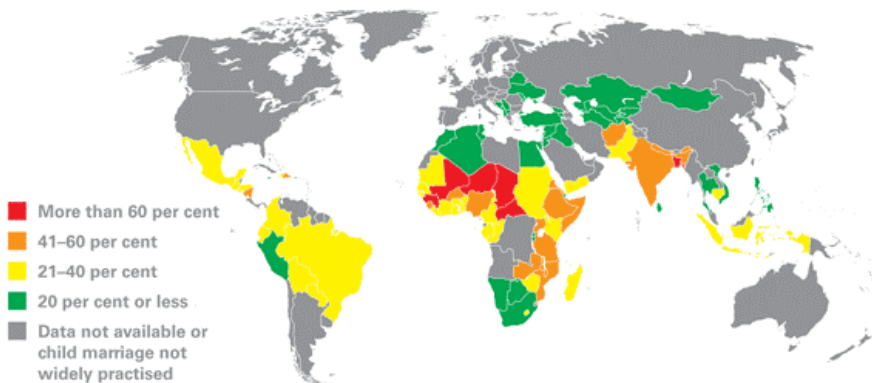 More than 60 per cent
41–60 per cent
21–40 per cent
20 per cent or less
Data not available or
child marriage not
widely practised